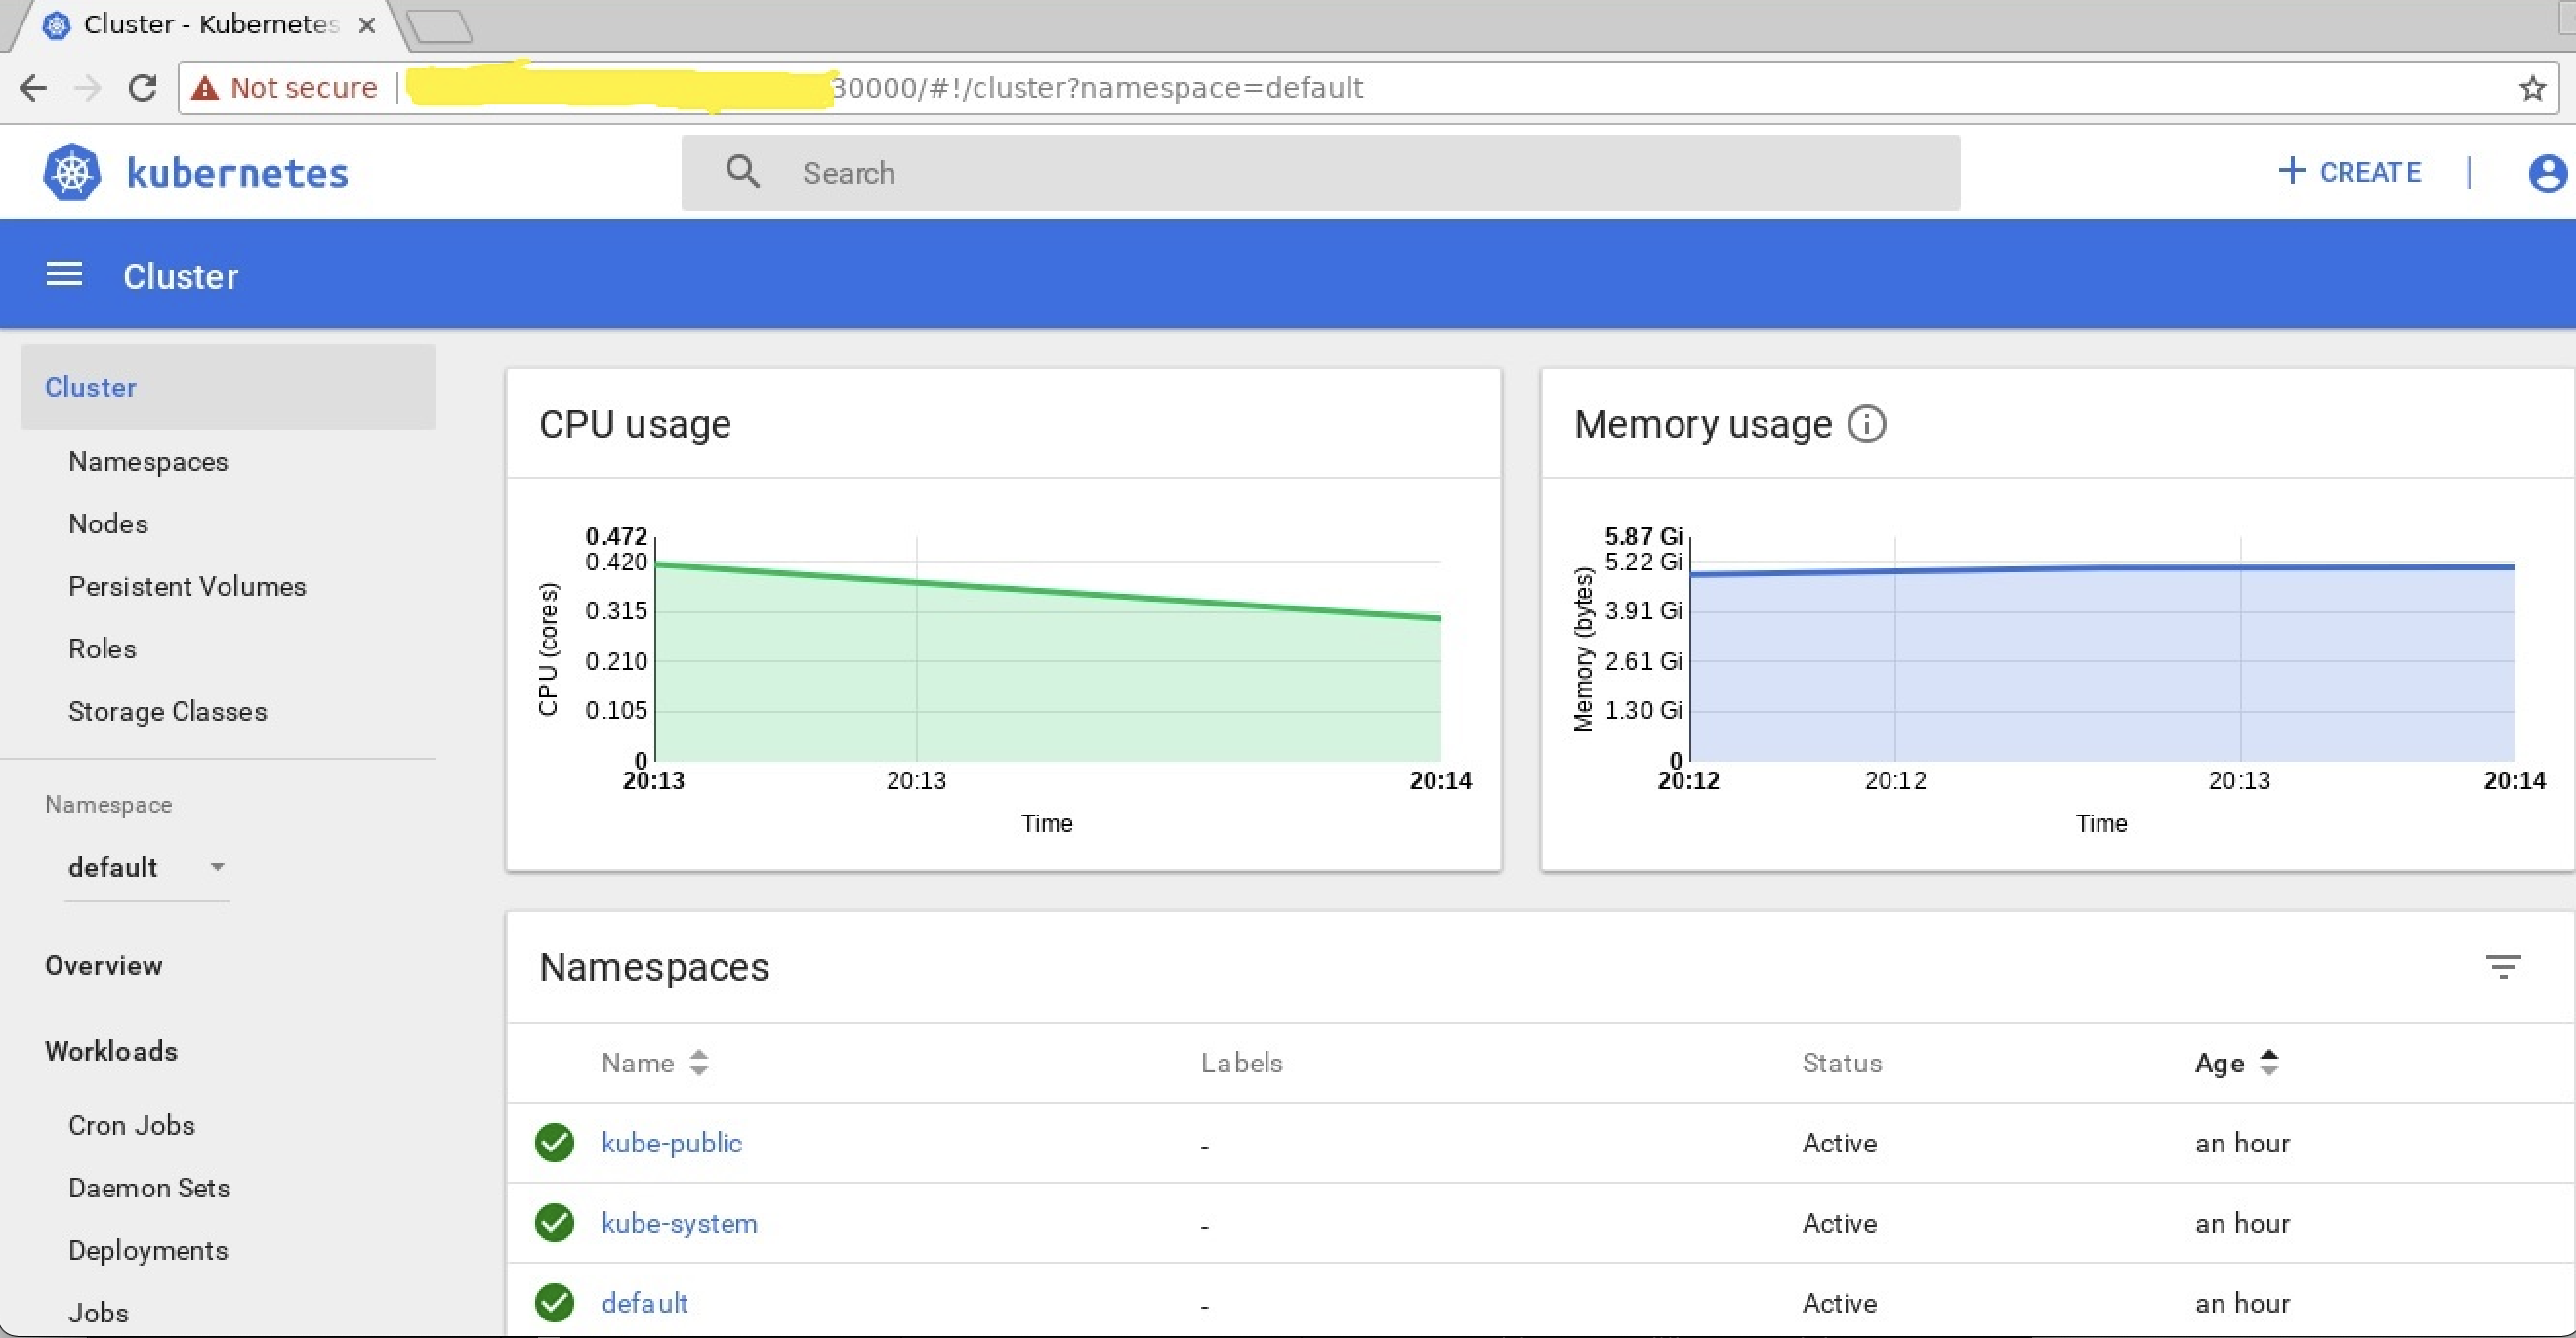 Cluster - Kubernetes
Not secure
30000/#!/cluster?namespace=default
kubernetes
Search
CREATE
Cluster
Cluster
Namespaces
Nodes
Persistent Volumes
Roles
Storage Classes
Namespace
default
Overview
Workloads
Cron Jobs
Daemon Sets
Deployments
Jobs
CPU usage
CPU (cores)
0.472
0.420
0.315
0.210
0.105
0
20:13 20:13 20:14
Time
Memory usage
Memory (bytes)
5.87 Gi
5.22 Gi
3.91 Gi
2.61 Gi
1.30 Gi
0
20:12 20:12 20:13 20:14
Time
Namespaces
Name Labels Status Age
kube-public - Active an hour
kube-system - Active an hour
default - Active an hour